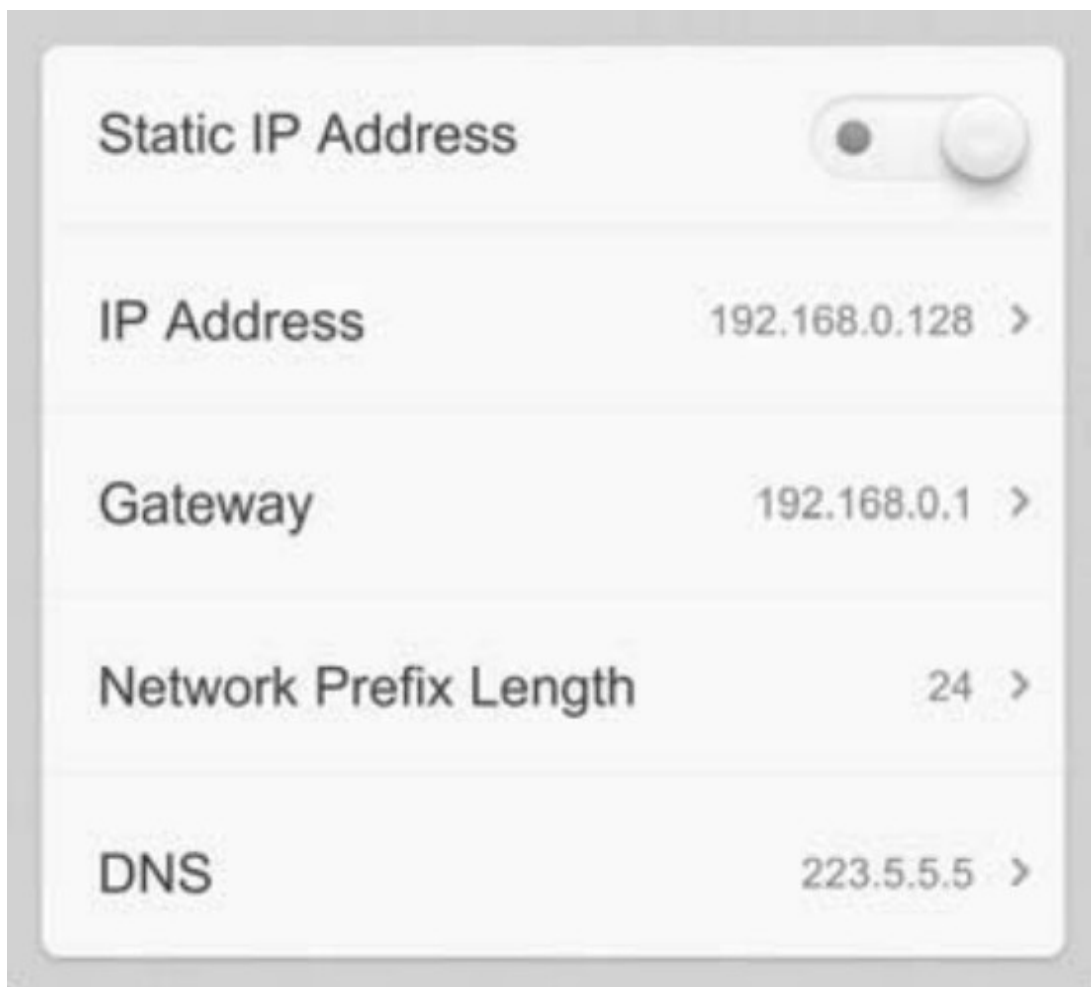 Static IP Address
IP Address 192.168.0.128
Gateway 192.168.0.1
Network Prefix Length 24
DNS 223.5.5.5